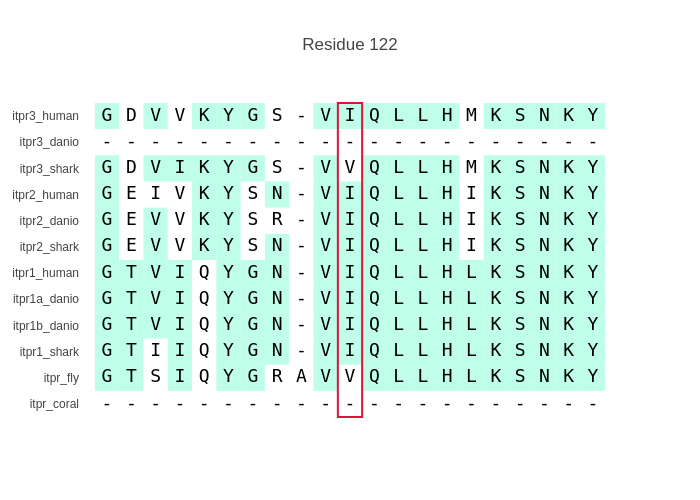 Residue 122
itpr3_human G D V V K Y G S - V I Q L L H M K S N K Y
itpr3_danio - - - - - - - - - - - - - - - - - - - - -
itpr3_shark G D V I K Y G S - V V Q L L H M K S N K Y
itpr2_human G E I V K Y S N - V I Q L L H I K S N K Y
itpr2_danio G E V V K Y S R - V I Q L L H I K S N K Y
itpr2_shark G E V V K Y S N - V I Q L L H I K S N K Y
itpr1_human G T V I Q Y G N - V I Q L L H L K S N K Y
itpr1a_danio G T V I Q Y G N - V I Q L L H L K S N K Y
itpr1b_danio G T V I Q Y G N - V I Q L L H L K S N K Y
itpr1_shark G T I I Q Y G N - V I Q L L H L K S N K Y
itpr_fly G T S I Q Y G R A V V Q L L H L K S N K Y
itpr_coral - - - - - - - - - - - - - - - - - - - - -